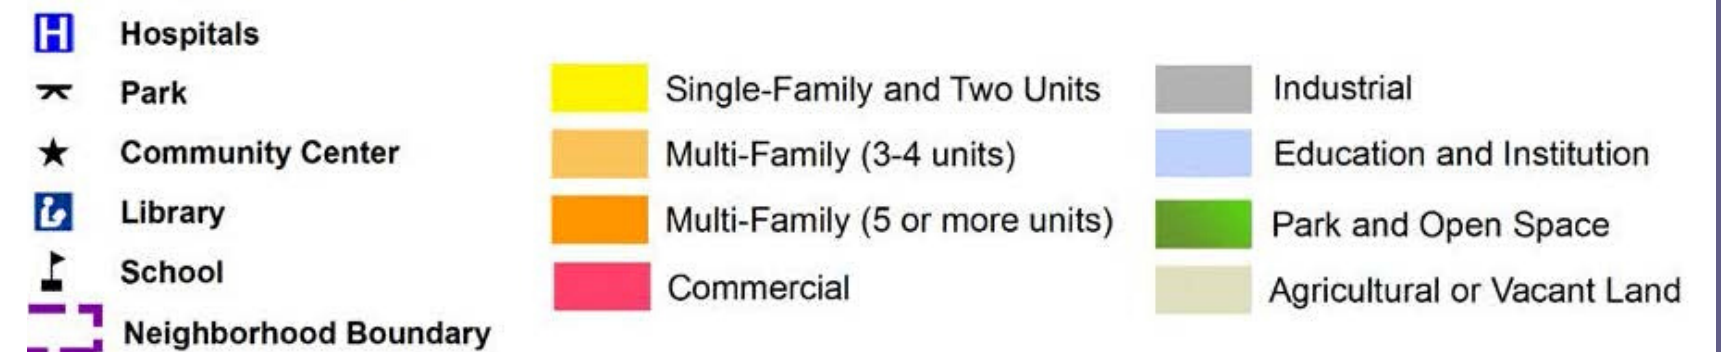 H Hospitals
Park
Community Center
Library
School
Neighborhood Boundary
Single-Family and Two Units
Multi-Family (3-4 units)
Multi-Family (5 or more units)
Commercial
Industrial
Education and Institution
Park and Open Space
Agricultural or Vacant Land